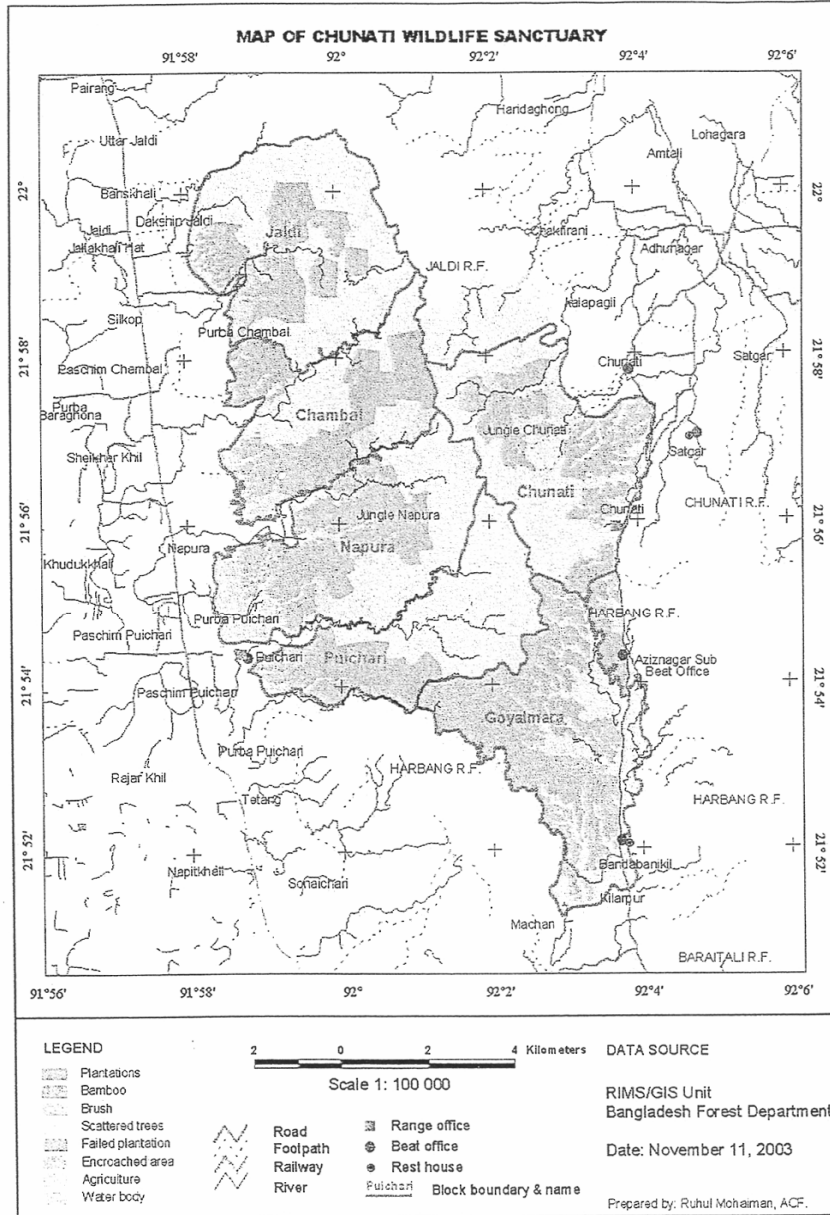 MAP OF CHUNATI WILDLIFE SANCTUARY
91°58' 92° 92°2' 92°4' 92°6'
Pairang
Haridaghong
Lohagara
Uttar Jaldi
Amtali
22° 22°
Banskhali
Dakship Jaldi
Jaldi
Jaldi
Chakfirani
Jaliakhali Hat
Adhunagar
JALDI R.F.
Kalapagli
Silkop
Purba Chambal
21°58' 21°58'
Paschim Chambal
Chunati
Satgar
Purba
Baraghona
Chambal
Jungle Chunati
Sheikher Khil
Satgar
Chunati
CHUNATI R.F.
Jungle Napura
Chunati
21°56' 21°56'
Napura
Napura
Khudukkhali
Purba Puichari
HARBANG R.F.
Paschim Puichari
Puichari
Puichari
Aziznagar Sub
Beat Office
21°54' 21°54'
Paschim Puichari
Goyalmara
Purba Puichari
Rajar Khil
HARBANG R.F.
Tetang
HARBANG R.F.
21°52' 21°52'
Napitkhali
Sonaichari
Bandabanikil
Kilampur
Machan
BARAITALI R.F.
91°56' 91°58' 92° 92°2' 92°4' 92°6'
LEGEND
Plantations
Bamboo
Brush
Scattered trees
Failed plantation
Encroached area
Agriculture
Water body
2 0 2 4 Kilometers
Scale 1: 100 000
Road
Footpath
Railway
River
Range office
Beat office
Rest house
Puichari Block boundary & name
DATA SOURCE
RIMS/GIS Unit
Bangladesh Forest Department
Date: November 11, 2003
Prepared by: Ruhul Mohaiman, ACF.